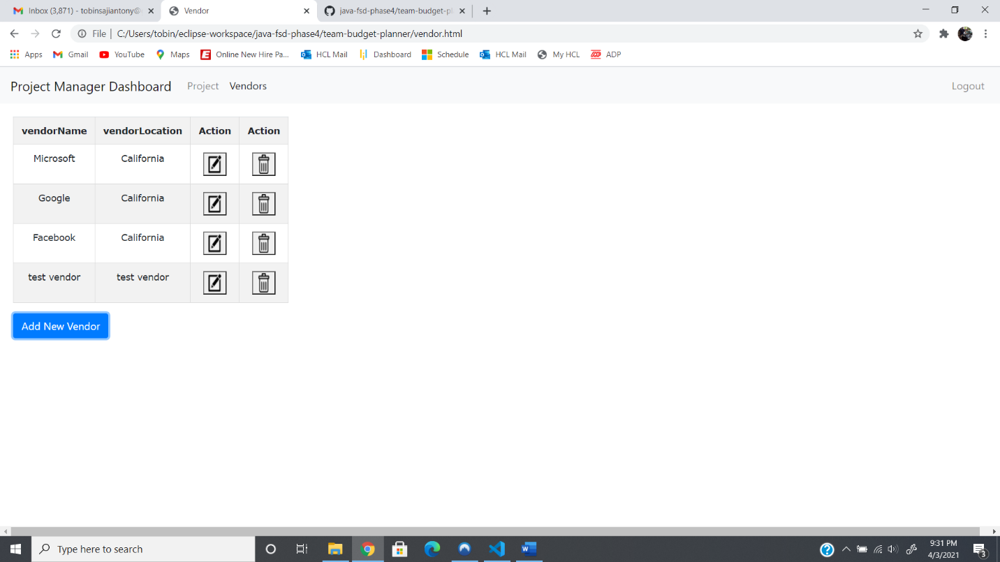 Inbox (3,871) - tobinsajiantony@
Vendor
java-fsd-phase4/team-budget-pl
File
C:/Users/tobin/eclipse-workspace/java-fsd-phase4/team-budget-planner/vendor.html
Apps Gmail YouTube Maps Online New Hire Pa... HCL Mail Dashboard Schedule HCL Mail My HCL ADP
Project Manager Dashboard Project Vendors Logout
vendorName vendorLocation Action Action
Microsoft California
Google California
Facebook California
test vendor test vendor
Add New Vendor
Type here to search
9:31 PM
4/3/2021
3